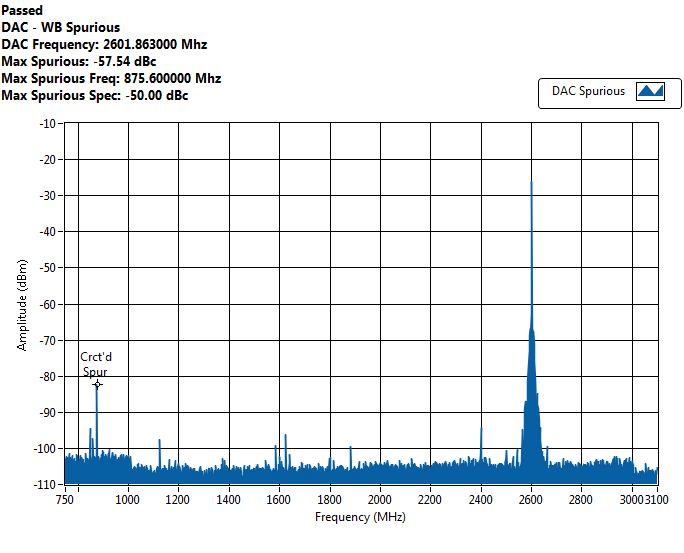 Passed
DAC - WB Spurious
DAC Frequency: 2601.863000 Mhz
Max Spurious: -57.54 dBc
Max Spurious Freq: 875.600000 Mhz
Max Spurious Spec: -50.00 dBc
DAC Spurious
-10
-20
-30
-40
-50
-60
-70
-80
-90
-100
-110
Amplitude (dBm)
Crct'd
Spur
750 1000 1200 1400 1600 1800 2000 2200 2400 2600 2800 3000 3100
Frequency (MHz)